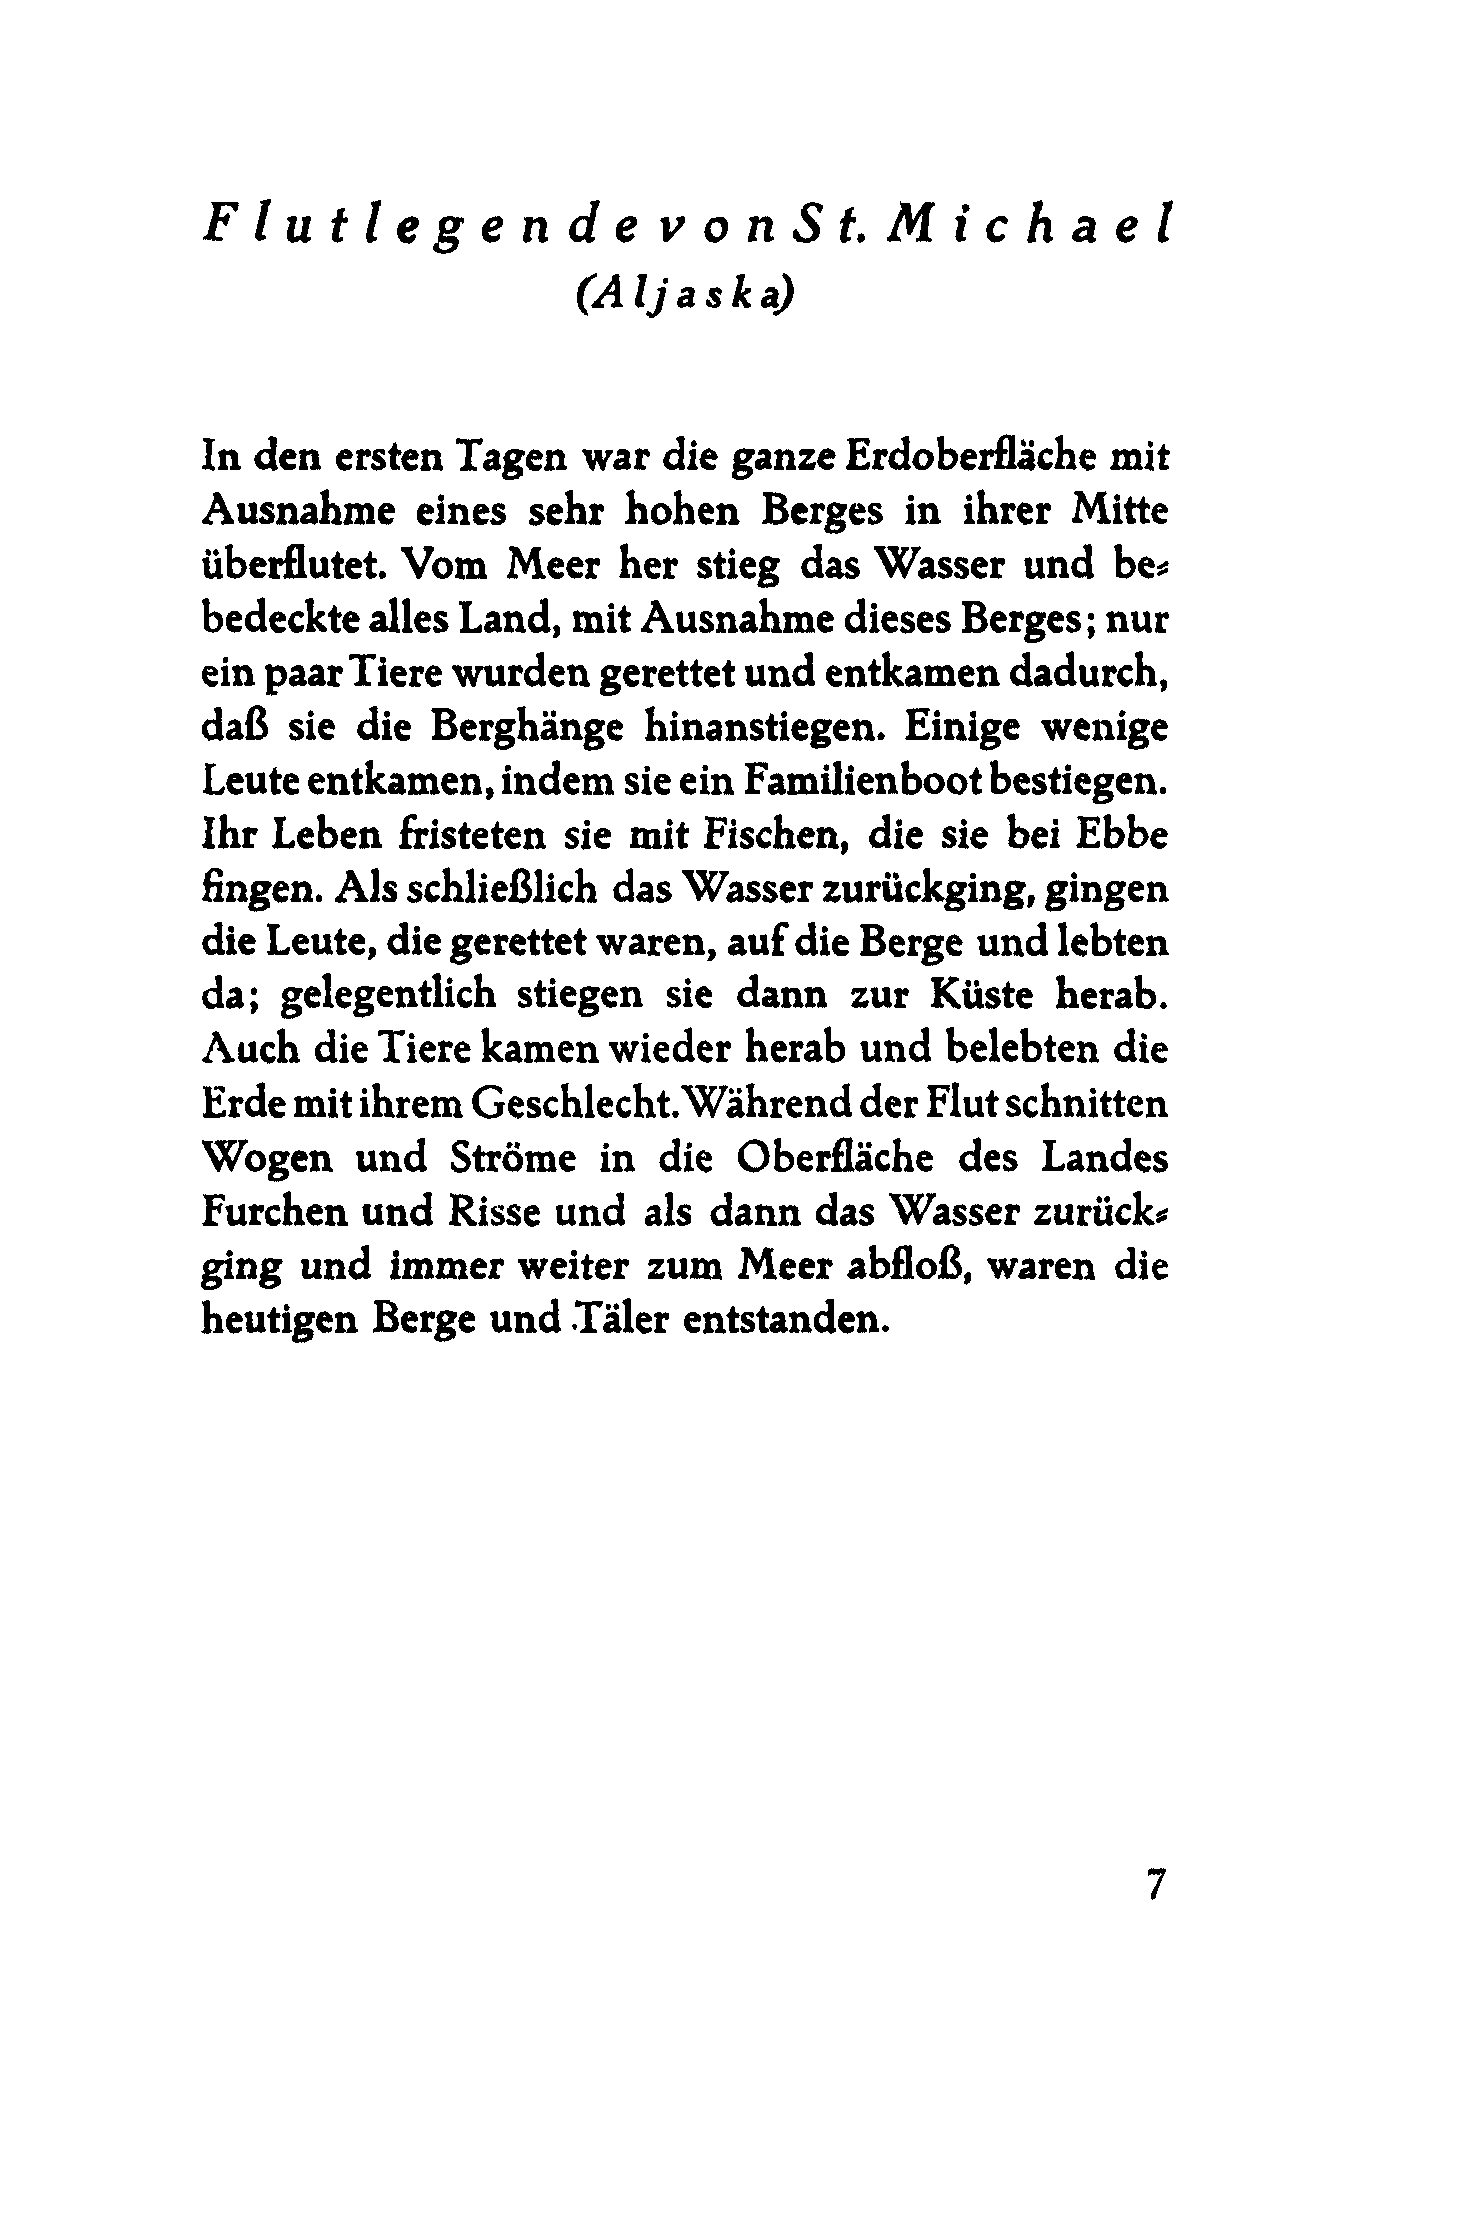 Flutlegende von St. Michael
(Aljaska)
In den ersten Tagen war die ganze Erdoberfläche mit
Ausnahme eines sehr hohen Berges in ihrer Mitte
überflutet. Vom Meer her stieg das Wasser und be-
bedeckte alles Land, mit Ausnahme dieses Berges; nur
ein paar Tiere wurden gerettet und entkamen dadurch,
daß sie die Berghänge hinanstiegen. Einige wenige
Leute entkamen, indem sie ein Familienboot bestiegen.
Ihr Leben fristeten sie mit Fischen, die sie bei Ebbe
fingen. Als schließlich das Wasser zurückging, gingen
die Leute, die gerettet waren, auf die Berge und lebten
da; gelegentlich stiegen sie dann zur Küste herab.
Auch die Tiere kamen wieder herab und belebten die
Erde mit ihrem Geschlecht. Während der Flut schnitten
Wogen und Ströme in die Oberfläche des Landes
Furchen und Risse und als dann das Wasser zurück-
ging und immer weiter zum Meer abfloß, waren die
heutigen Berge und Täler entstanden.
7